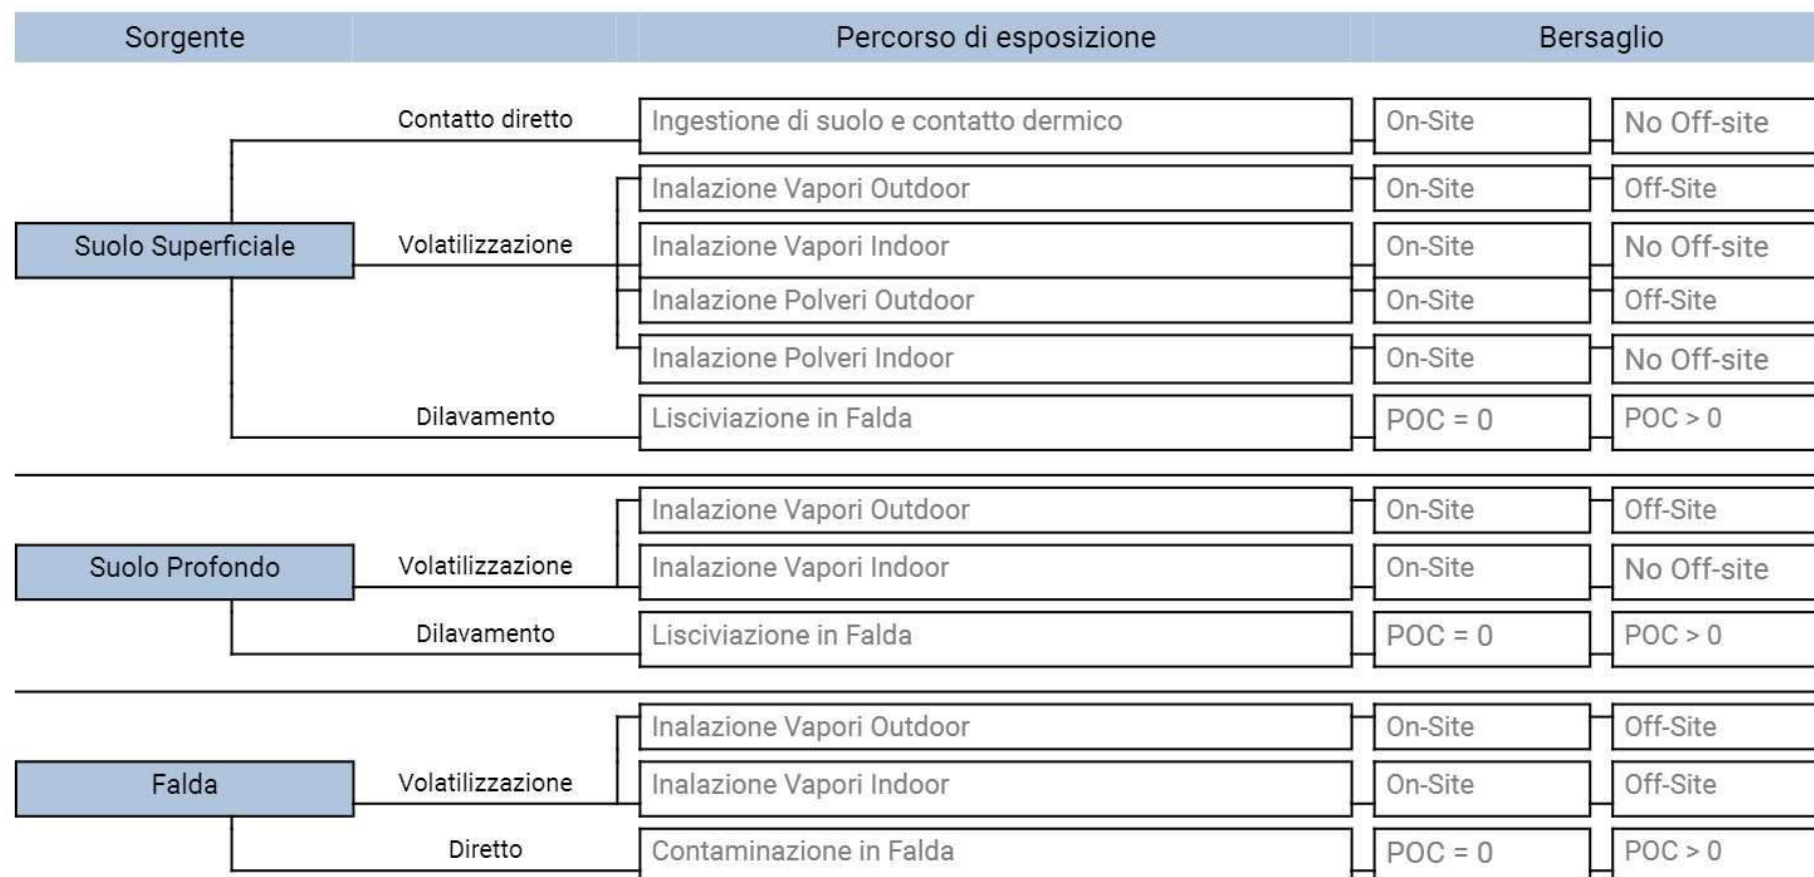 Sorgente Percorso di esposizione Bersaglio
Contatto diretto Ingestione di suolo e contatto dermico On-Site No Off-site
Inalazione Vapori Outdoor On-Site Off-Site
Suolo Superficiale Volatilizzazione Inalazione Vapori Indoor On-Site No Off-site
Inalazione Polveri Outdoor On-Site Off-Site
Inalazione Polveri Indoor On-Site No Off-site
Dilavamento Lisciviazione in Falda POC = 0 POC > 0
Inalazione Vapori Outdoor On-Site Off-Site
Suolo Profondo Volatilizzazione Inalazione Vapori Indoor On-Site No Off-site
Dilavamento Lisciviazione in Falda POC = 0 POC > 0
Inalazione Vapori Outdoor On-Site Off-Site
Falda Volatilizzazione Inalazione Vapori Indoor On-Site Off-Site
Diretto Contaminazione in Falda POC = 0 POC > 0